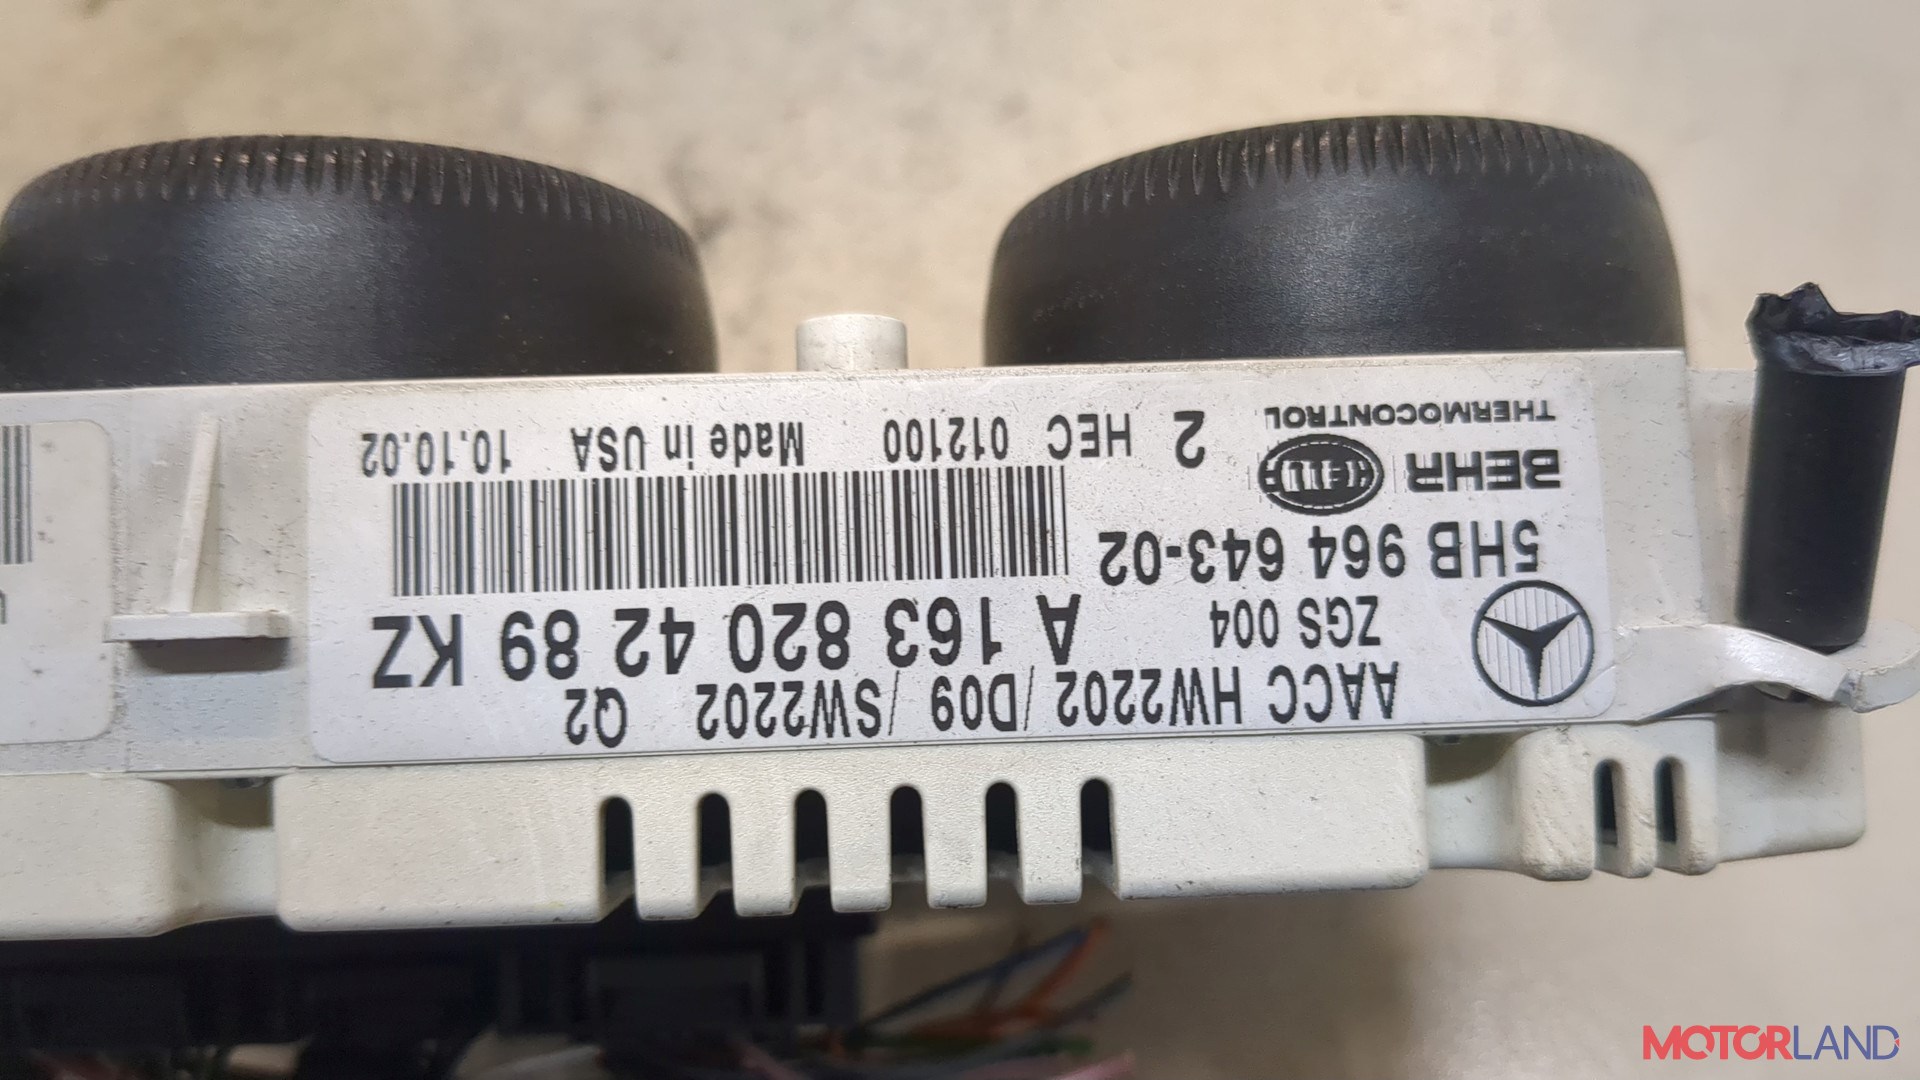 AACC HW2202/D09/SW2202 Q2
ZGS 004 A 163 820 42 89 KZ
5HB 964 643-02
BEHR HELLA
THERMOCONTROL
2 HEC 012100 Made in USA 10.10.02
MOTORLAND